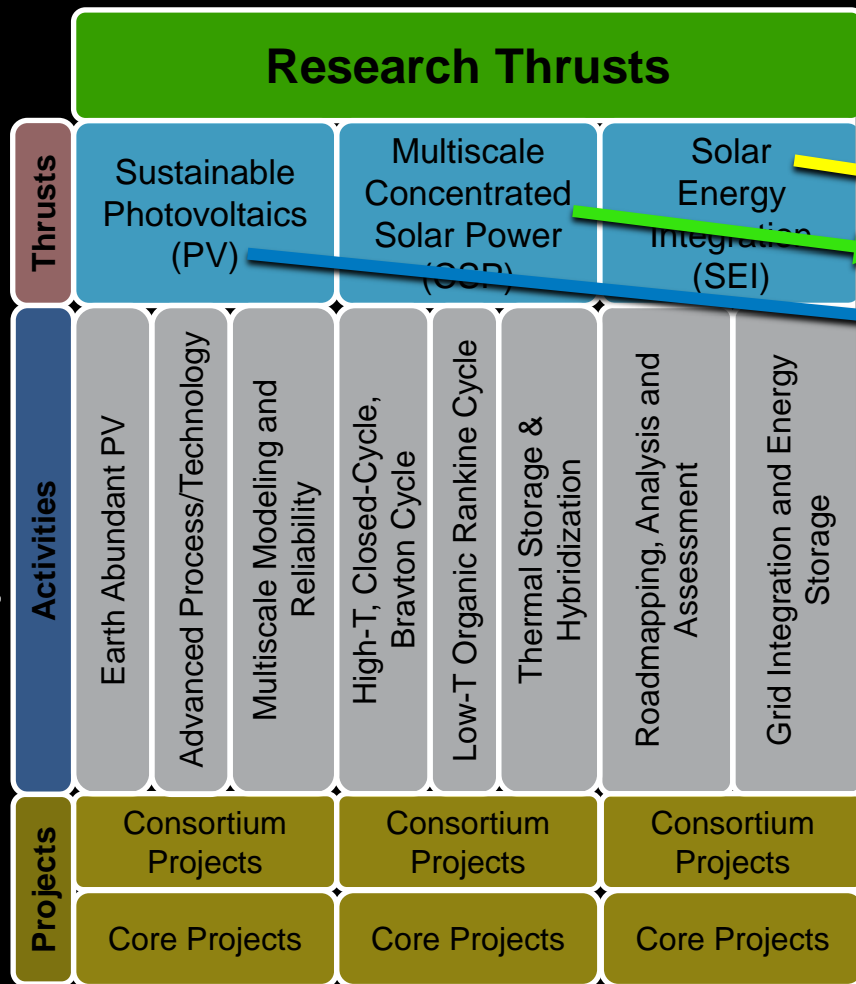 Research Thrusts
Thrusts
Sustainable
Photovoltaics
(PV)
Multiscale
Concentrated
Solar Power
(CSP)
Solar
Energy
Integration
(SEI)
Activities
Earth Abundant PV
Advanced Process/Technology
Multiscale Modeling and
Reliability
High-T, Closed-Cycle,
Brayton Cycle
Low-T Organic Rankine Cycle
Thermal Storage &
Hybridization
Roadmapping, Analysis and
Assessment
Grid Integration and Energy
Storage
Projects
Consortium
Projects
Consortium
Projects
Consortium
Projects
Core Projects
Core Projects
Core Projects